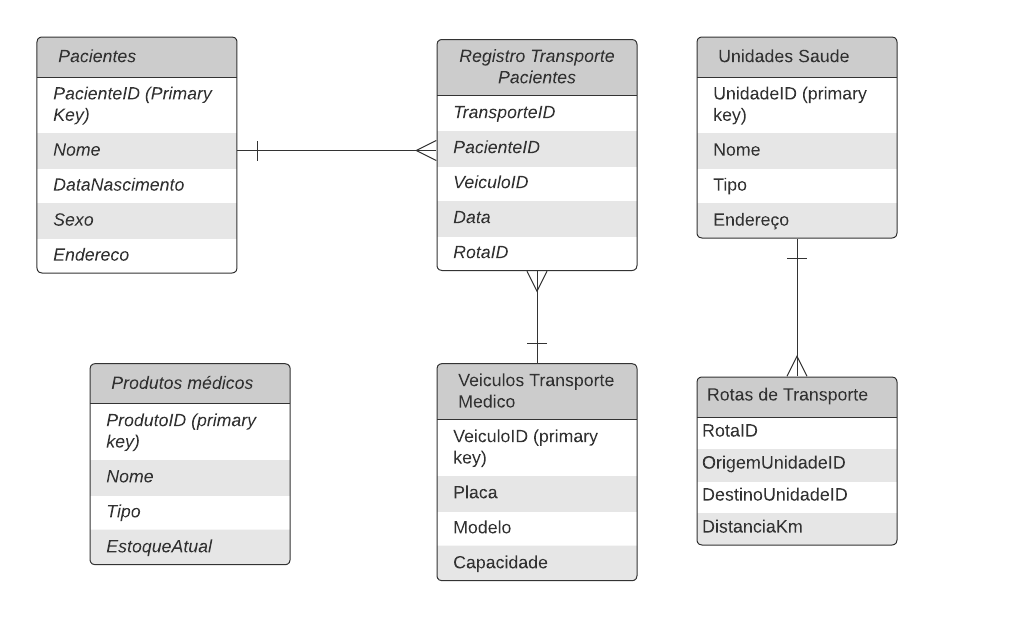 Pacientes
PacienteID (Primary
Key)
Nome
DataNascimento
Sexo
Endereco
Registro Transporte
Pacientes
TransporteID
PacienteID
VeiculoID
Data
RotaID
Unidades Saude
UnidadeID (primary
key)
Nome
Tipo
Endereço
Produtos médicos
ProdutoID (primary
key)
Nome
Tipo
EstoqueAtual
Veiculos Transporte
Medico
VeiculoID (primary
key)
Placa
Modelo
Capacidade
Rotas de Transporte
RotaID
OrigemUnidadeID
DestinoUnidadeID
DistanciaKm